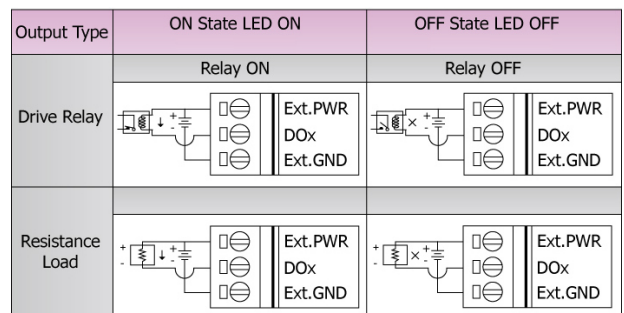 Output Type
ON State LED ON
OFF State LED OFF
Relay ON
Relay OFF
Drive Relay
+
-
Ext.PWR
DOx
Ext.GND
×
+
-
Ext.PWR
DOx
Ext.GND
Resistance
Load
+
-
+
-
Ext.PWR
DOx
Ext.GND
+
-
×
+
-
Ext.PWR
DOx
Ext.GND